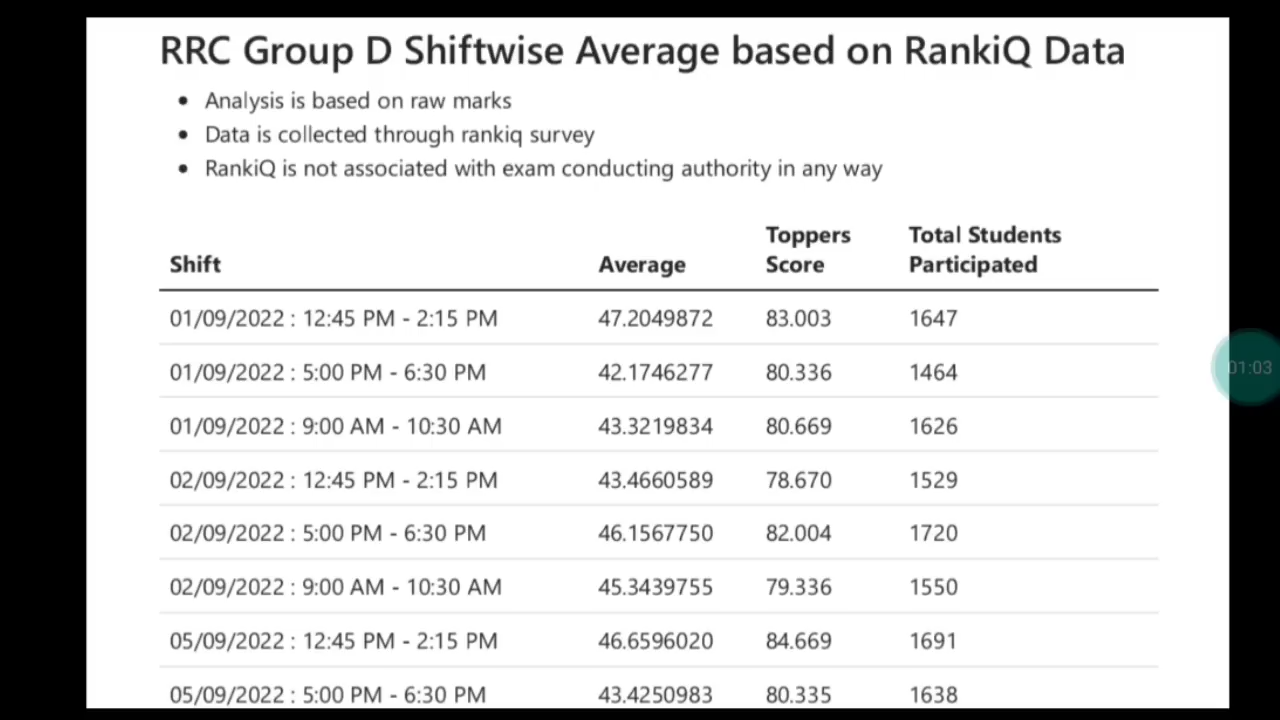 RRC Group D Shiftwise Average based on RankiQ Data
• Analysis is based on raw marks
• Data is collected through rankiq survey
• RankiQ is not associated with exam conducting authority in any way
Shift Average Toppers Score Total Students Participated
01/09/2022 : 12:45 PM - 2:15 PM 47.2049872 83.003 1647
01/09/2022 : 5:00 PM - 6:30 PM 42.1746277 80.336 1464
01/09/2022 : 9:00 AM - 10:30 AM 43.3219834 80.669 1626
02/09/2022 : 12:45 PM - 2:15 PM 43.4660589 78.670 1529
02/09/2022 : 5:00 PM - 6:30 PM 46.1567750 82.004 1720
02/09/2022 : 9:00 AM - 10:30 AM 45.3439755 79.336 1550
05/09/2022 : 12:45 PM - 2:15 PM 46.6596020 84.669 1691
05/09/2022 : 5:00 PM - 6:30 PM 43.4250983 80.335 1638
01:03